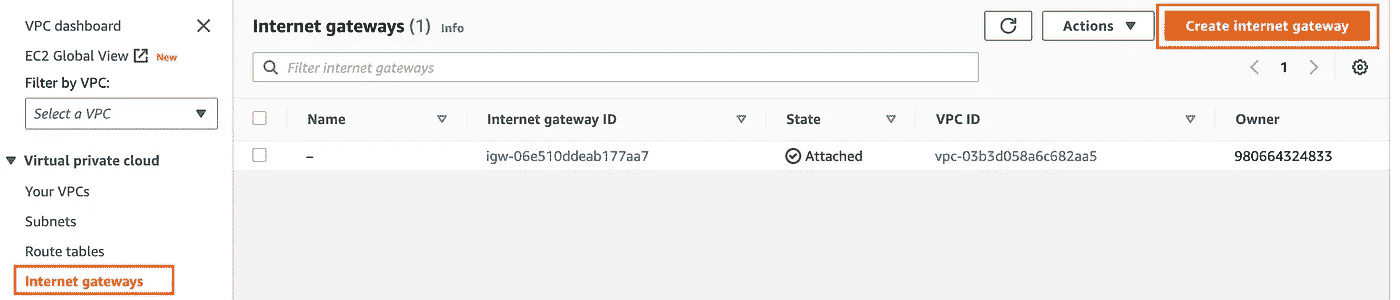 VPC dashboard
EC2 Global View New
Filter by VPC:
Select a VPC
Virtual private cloud
Your VPCs
Subnets
Route tables
Internet gateways
Internet gateways (1) Info
Actions
Create internet gateway
Filter internet gateways
1
Name Internet gateway ID State VPC ID Owner
– igw-06e510ddeab177aa7 Attached vpc-03b3d058a6c682aa5 980664324833